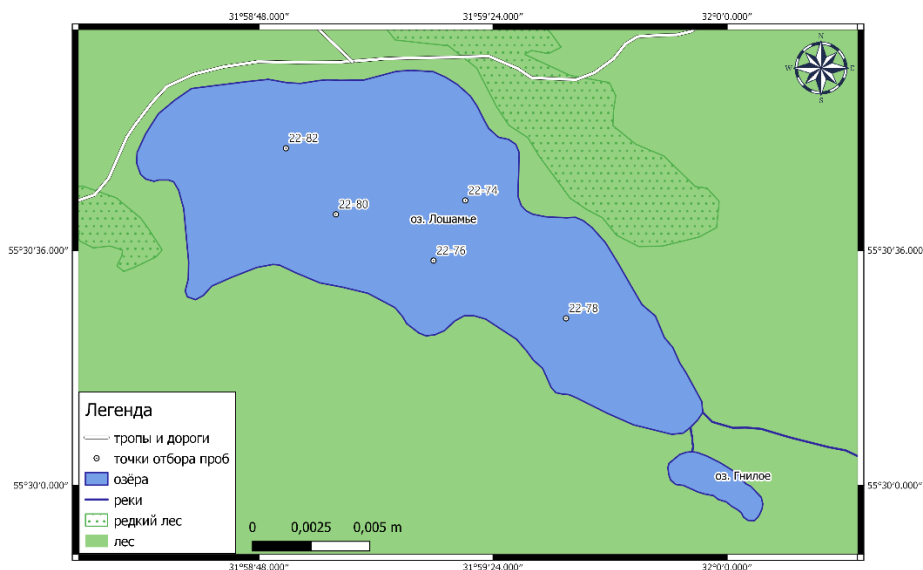 31°58'48.000"
31°59'24.000"
32°0'0.000"
N
W
E
S
22-82
22-74
22-80
оз. Лошамье
22-76
55°30'36.000"
55°30'36.000"
22-78
Легенда
тропы и дороги
точки отбора проб
озёра
реки
редкий лес
лес
0 0,0025 0,005 m
оз. Гнилое
55°30'0.000"
55°30'0.000"
31°58'48.000"
31°59'24.000"
32°0'0.000"